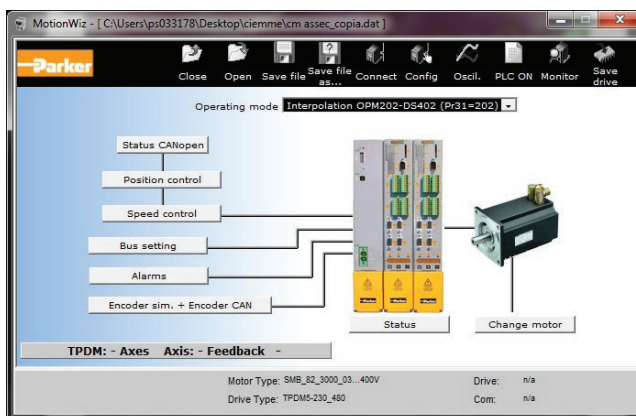 MotionWiz - [ C:\Users\ps033178\Desktop\ciemme\cm assec_copia.dat ]
Parker
Close Open Save file Save file as... Connect Config Oscil. PLC ON Monitor Save drive
Operating mode Interpolation OPM202-DS402 (Pr31=202)
Status CANopen
Position control
Speed control
Bus setting
Alarms
Encoder sim. + Encoder CAN
Status
Change motor
TPDM: - Axes Axis: - Feedback -
Motor Type: SMB_82_3000_03...400V Drive: n/a
Drive Type: TPDM5-230_480 Com: n/a